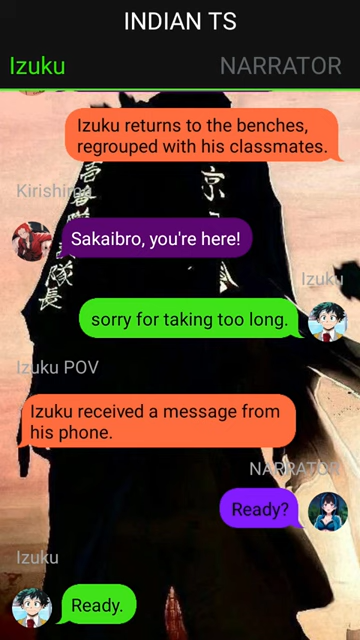 INDIAN TS
Izuku
NARRATOR
Izuku returns to the benches,
regrouped with his classmates.
Kirishima
Sakaibro, you're here!
Izuku
sorry for taking too long.
Izuku POV
Izuku received a message from
his phone.
NARRATOR
Ready?
Izuku
Ready.